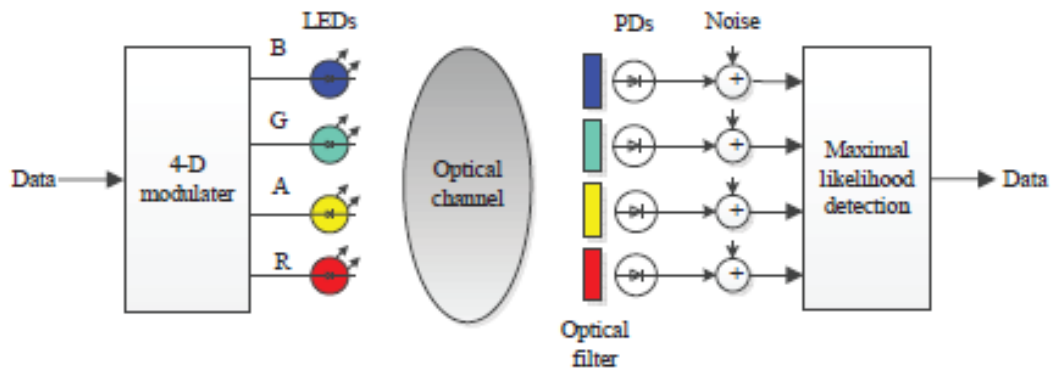 LEDs
PDs
Noise
B
G
A
R
Data
4-D
modulater
Optical
channel
Optical
filter
Maximal
likelihood
detection
Data
+
+
+
+